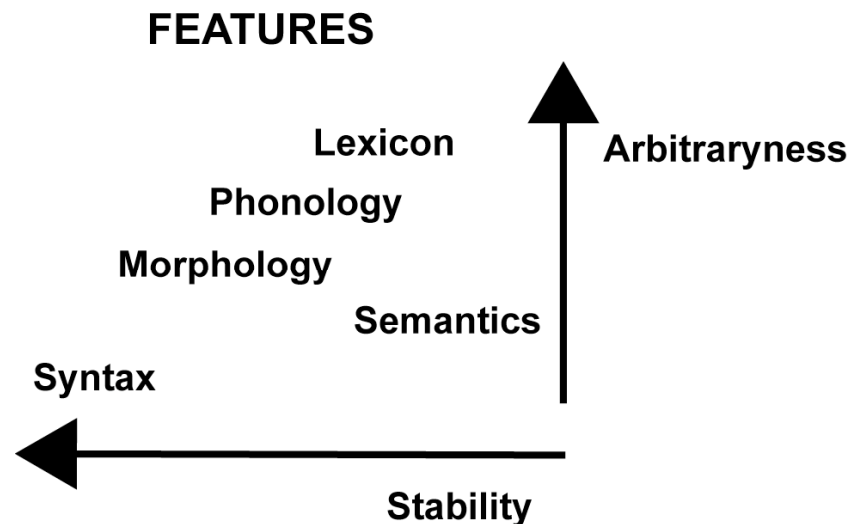 FEATURES
Lexicon
Arbitraryness
Phonology
Morphology
Semantics
Syntax
Stability